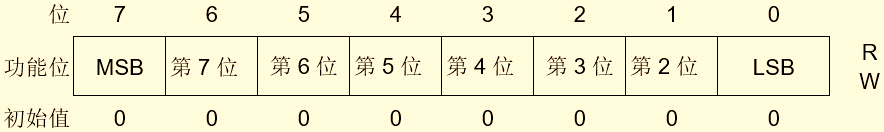 位 7 6 5 4 3 2 1 0
功能位 MSB 第 7 位 第 6 位 第 5 位 第 4 位 第 3 位 第 2 位 LSB R W
初始值 0 0 0 0 0 0 0 0